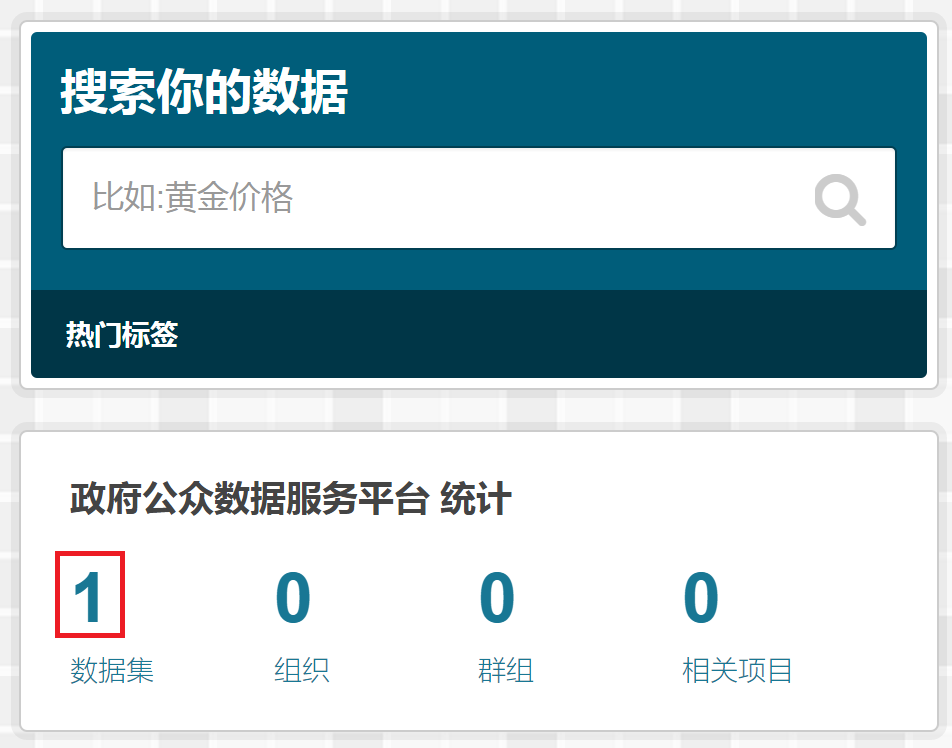 搜索你的数据
比如:黄金价格
热门标签
政府公众数据服务平台 统计
1 0 0 0
数据集 组织 群组 相关项目